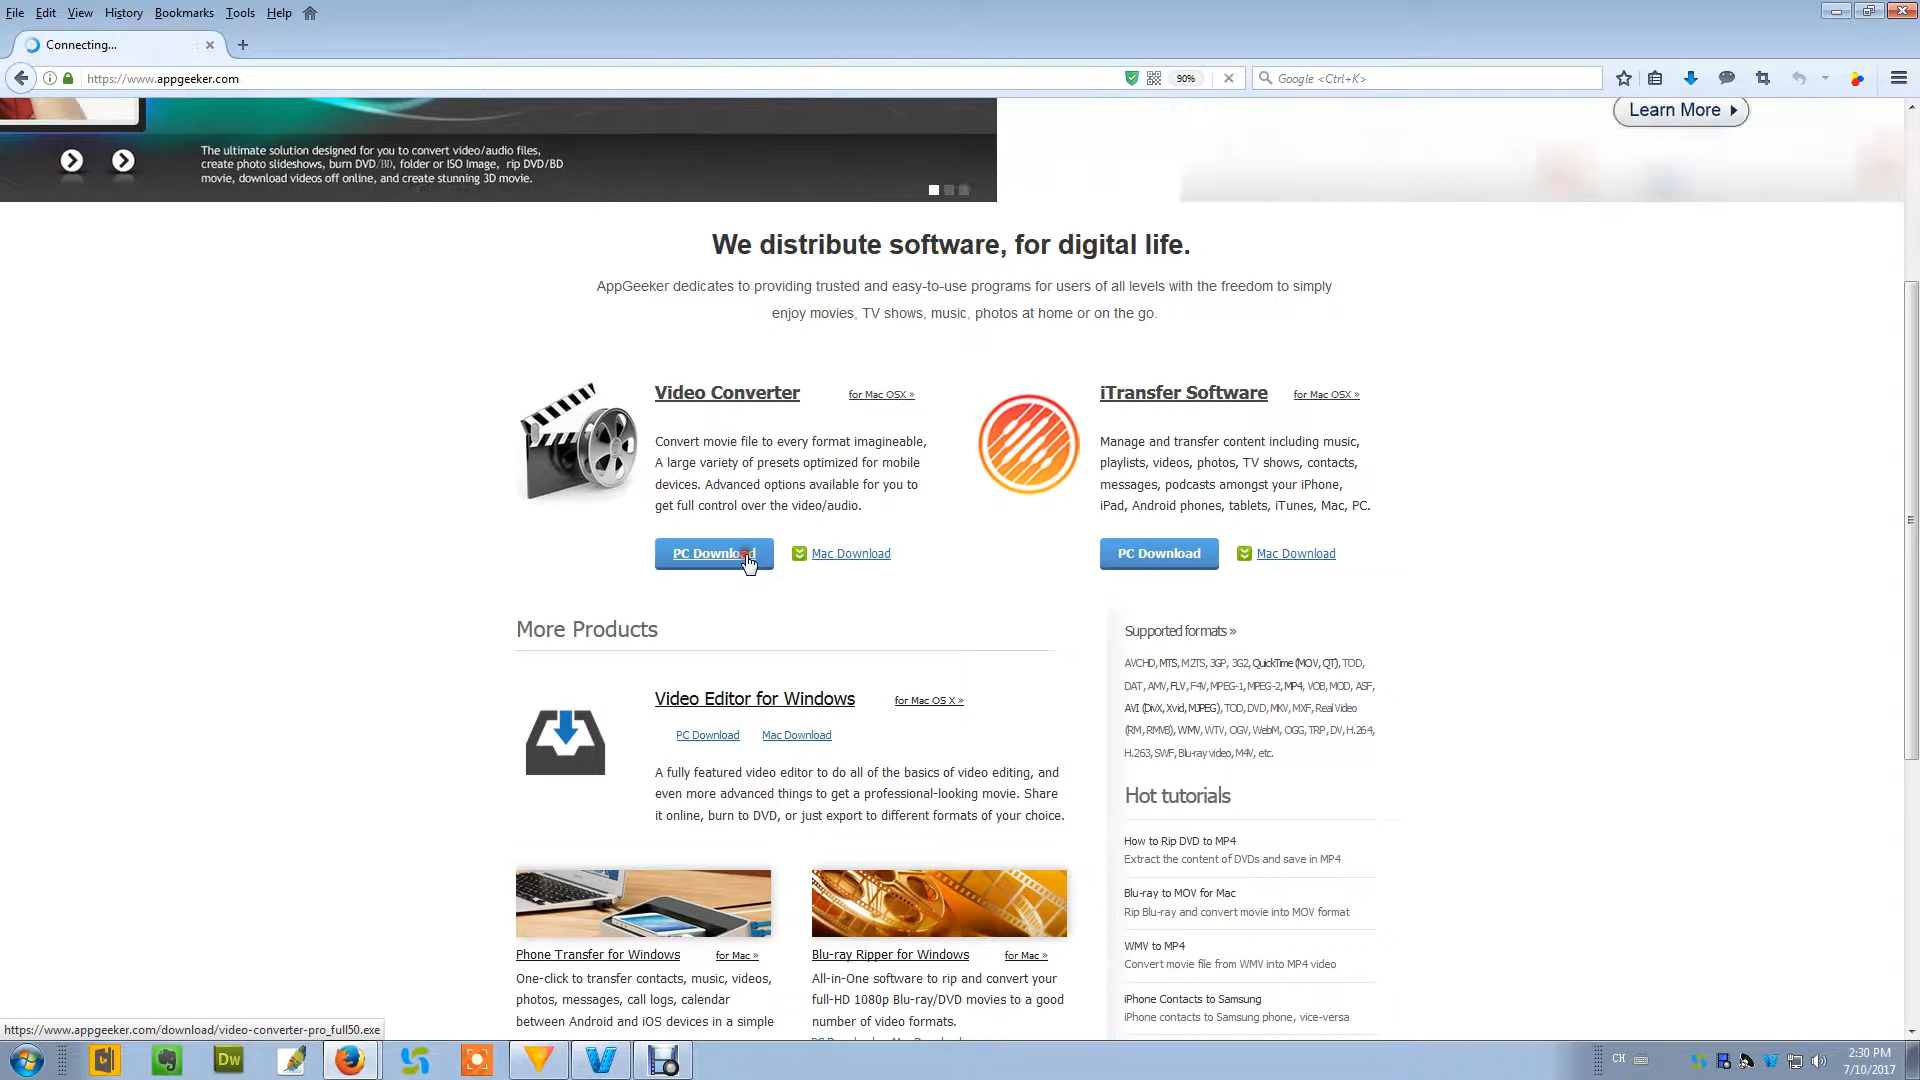 File Edit View History Bookmarks Tools Help
Connecting...
https://www.appgeeker.com
90%
Google <Ctrl+K>
Learn More
The ultimate solution designed for you to convert video/audio files,
create photo slideshows, burn DVD/BD, folder or ISO Image, rip DVD/BD
movie, download videos off online, and create stunning 3D movie.
We distribute software, for digital life.
AppGeeker dedicates to providing trusted and easy-to-use programs for users of all levels with the freedom to simply
enjoy movies, TV shows, music, photos at home or on the go.
Video Converter for Mac OSX »
Convert movie file to every format imagineable,
A large variety of presets optimized for mobile
devices. Advanced options available for you to
get full control over the video/audio.
PC Download Mac Download
iTransfer Software for Mac OSX »
Manage and transfer content including music,
playlists, videos, photos, TV shows, contacts,
messages, podcasts amongst your iPhone,
iPad, Android phones, tablets, iTunes, Mac, PC.
PC Download Mac Download
More Products
Video Editor for Windows for Mac OS X »
PC Download Mac Download
A fully featured video editor to do all of the basics of video editing, and
even more advanced things to get a professional-looking movie. Share
it online, burn to DVD, or just export to different formats of your choice.
Phone Transfer for Windows for Mac »
One-click to transfer contacts, music, videos,
photos, messages, call logs, calendar
between Android and iOS devices in a simple
Blu-ray Ripper for Windows for Mac »
All-in-One software to rip and convert your
full-HD 1080p Blu-ray/DVD movies to a good
number of video formats.
Supported formats »
AVCHD, MTS, M2TS, 3GP, 3G2, QuickTime (MOV, QT), TOD,
DAT, AMV, FLV, F4V, MPEG-1, MPEG-2, MP4, VOB, MOD, ASF,
AVI (DivX, Xvid, MJPEG), TOD, DVD, MKV, MXF, Real Video
(RM, RMVB), WMV, WTV, OGV, WebM, OGG, TRP, DV, H.264,
H.263, SWF, Blu-ray video, M4V, etc.
Hot tutorials
How to Rip DVD to MP4
Extract the content of DVDs and save in MP4
Blu-ray to MOV for Mac
Rip Blu-ray and convert movie into MOV format
WMV to MP4
Convert movie file from WMV into MP4 video
iPhone Contacts to Samsung
iPhone contacts to Samsung phone, vice-versa
https://www.appgeeker.com/download/video-converter-pro_full50.exe
Dw
CH
2:30 PM
7/10/2017